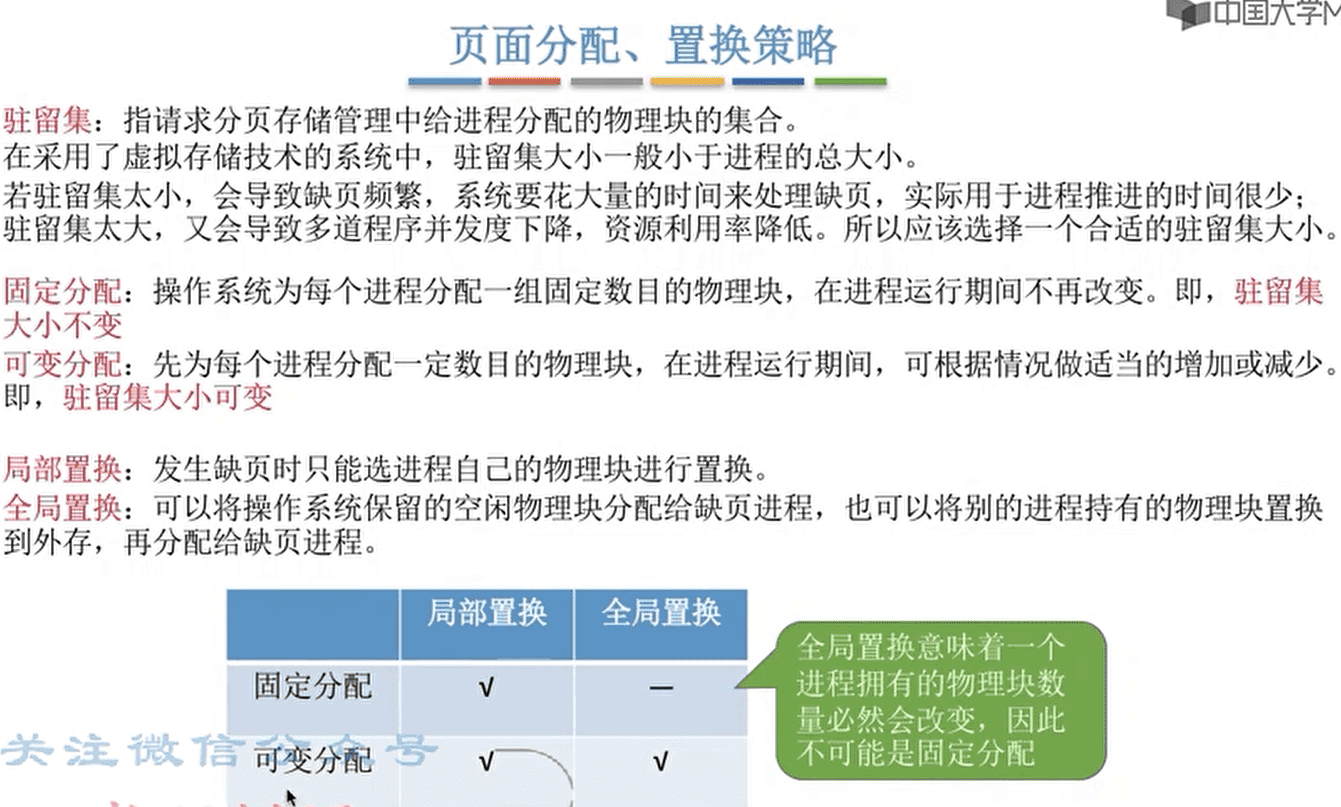 中国大学M
页面分配、置换策略
驻留集：指请求分页存储管理中给进程分配的物理块的集合。
在采用了虚拟存储技术的系统中，驻留集大小一般小于进程的总大小。
若驻留集太小，会导致缺页频繁，系统要花大量的时间来处理缺页，实际用于进程推进的时间很少；
驻留集太大，又会导致多道程序并发度下降，资源利用率降低。所以应该选择一个合适的驻留集大小。
固定分配：操作系统为每个进程分配一组固定数目的物理块，在进程运行期间不再改变。即，驻留集
大小不变
可变分配：先为每个进程分配一定数目的物理块，在进程运行期间，可根据情况做适当的增加或减少。
即，驻留集大小可变
局部置换：发生缺页时只能选进程自己的物理块进行置换。
全局置换：可以将操作系统保留的空闲物理块分配给缺页进程，也可以将别的进程持有的物理块置换
到外存，再分配给缺页进程。
局部置换 全局置换
固定分配 √ —
可变分配 √ √
全局置换意味着一个
进程拥有的物理块数
量必然会改变，因此
不可能是固定分配
关注微信公众号